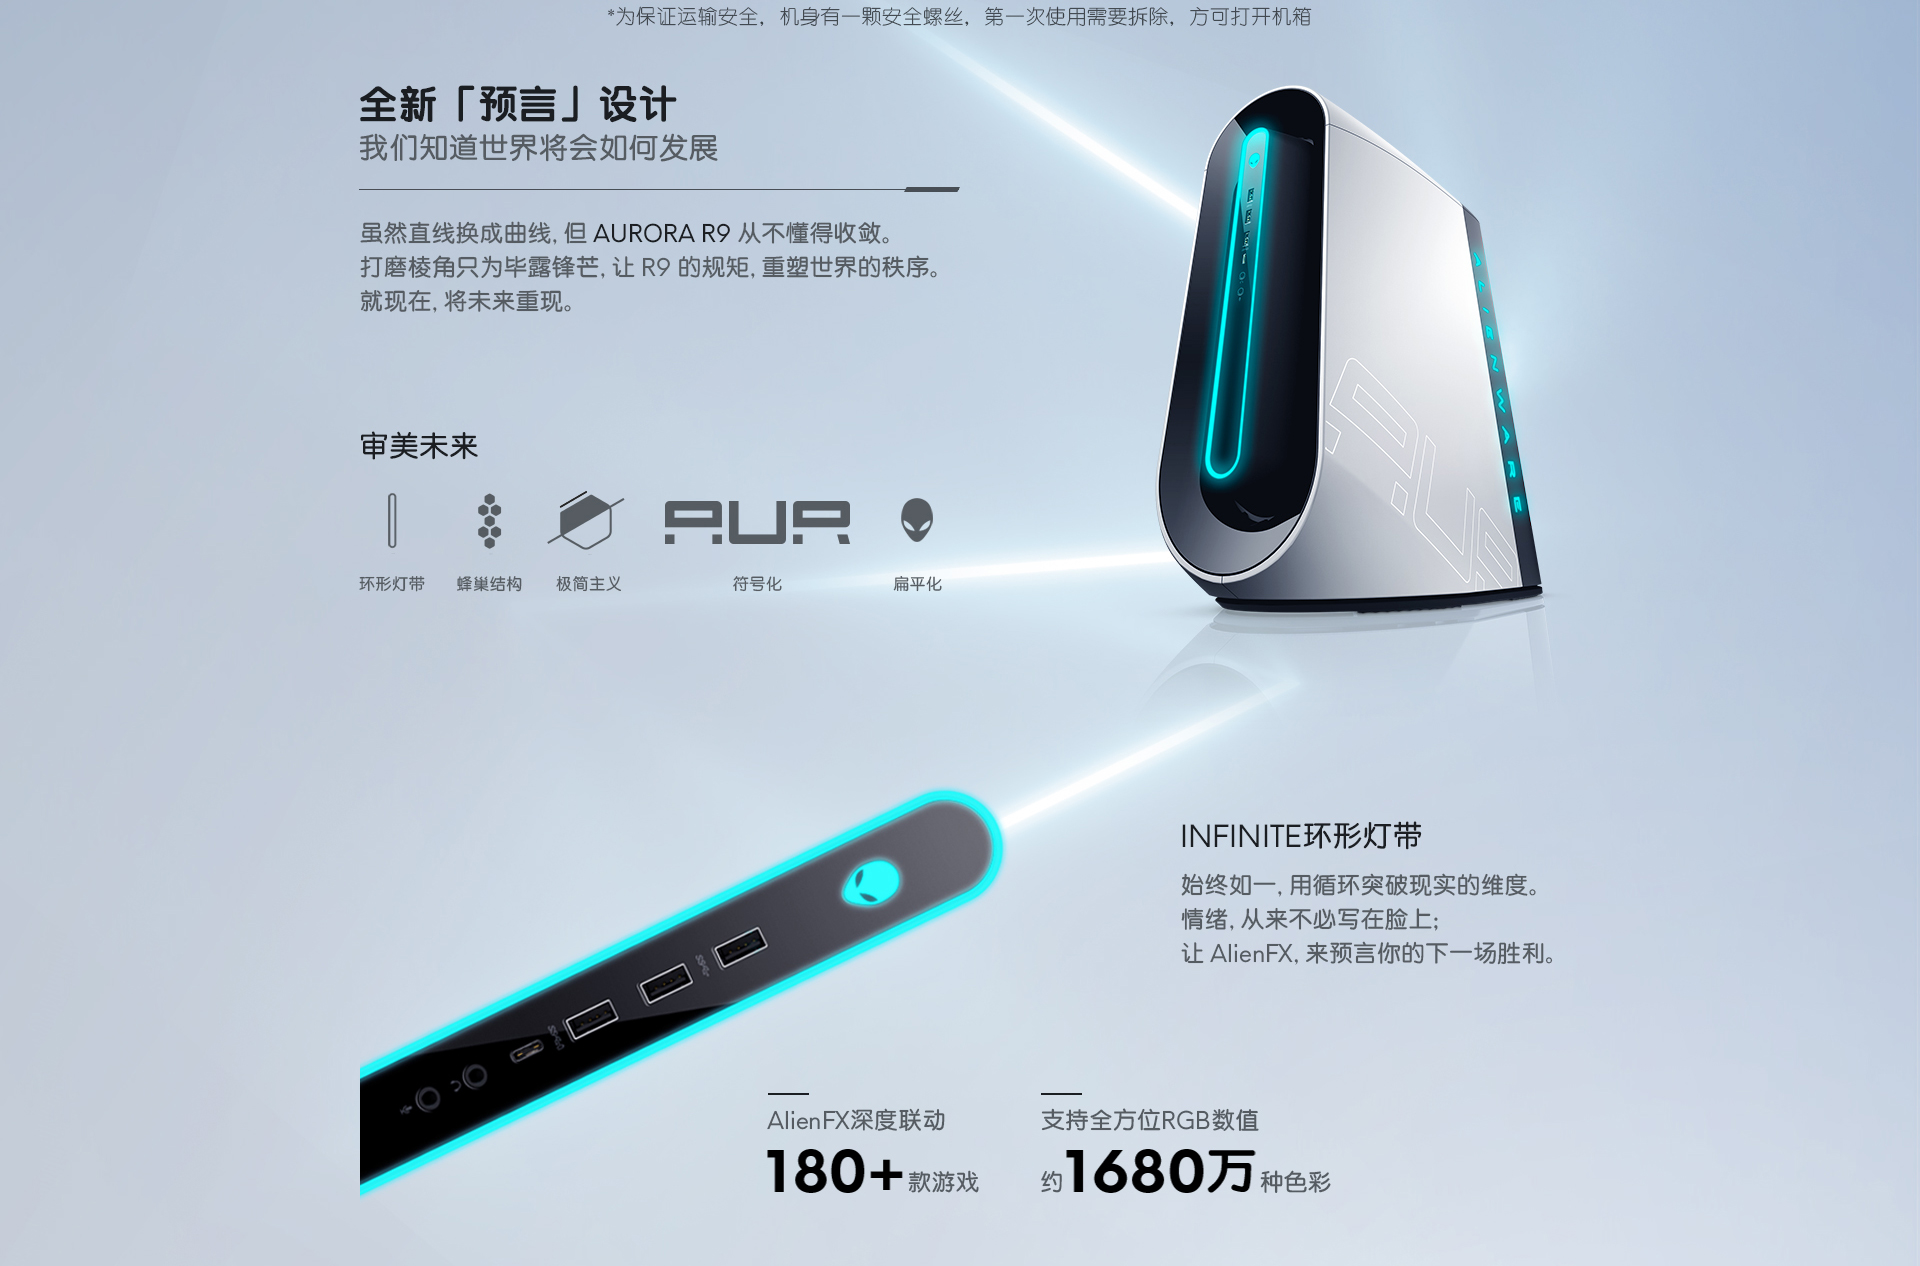 *为保证运输安全，机身有一颗安全螺丝，第一次使用需要拆除，方可打开机箱
全新「预言」设计
我们知道世界将会如何发展
虽然直线换成曲线, 但 AURORA R9 从不懂得收敛。
打磨棱角只为毕露锋芒, 让 R9 的规矩, 重塑世界的秩序。
就现在, 将未来重现。
审美未来
AUR
环形灯带 蜂巢结构 极简主义 符号化 扁平化
ALIENWARE
INFINITE环形灯带
始终如一, 用循环突破现实的维度。
情绪, 从来不必写在脸上;
让 AlienFX, 来预言你的下一场胜利。
AlienFX深度联动
180+款游戏
支持全方位RGB数值
约1680万种色彩